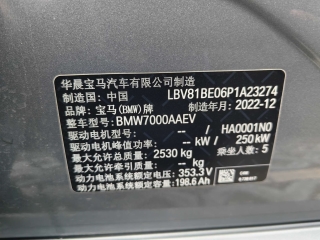 华晨宝马汽车有限公司制造
制造国：中国 LBV81BE06P1A23274
品牌：宝马(BMW)牌 制造年月：2022-12
整车型号：BMW7000AAEV
驱动电机型号：--/ HA0001N0
驱动电机峰值功率：--/ 250 kW
最大允许总质量：2530 kg 乘坐人数：5
最大允许牵引质量：-- kg
动力电池系统额定电压：353.3 V
动力电池系统额定容量：198.6 Ah